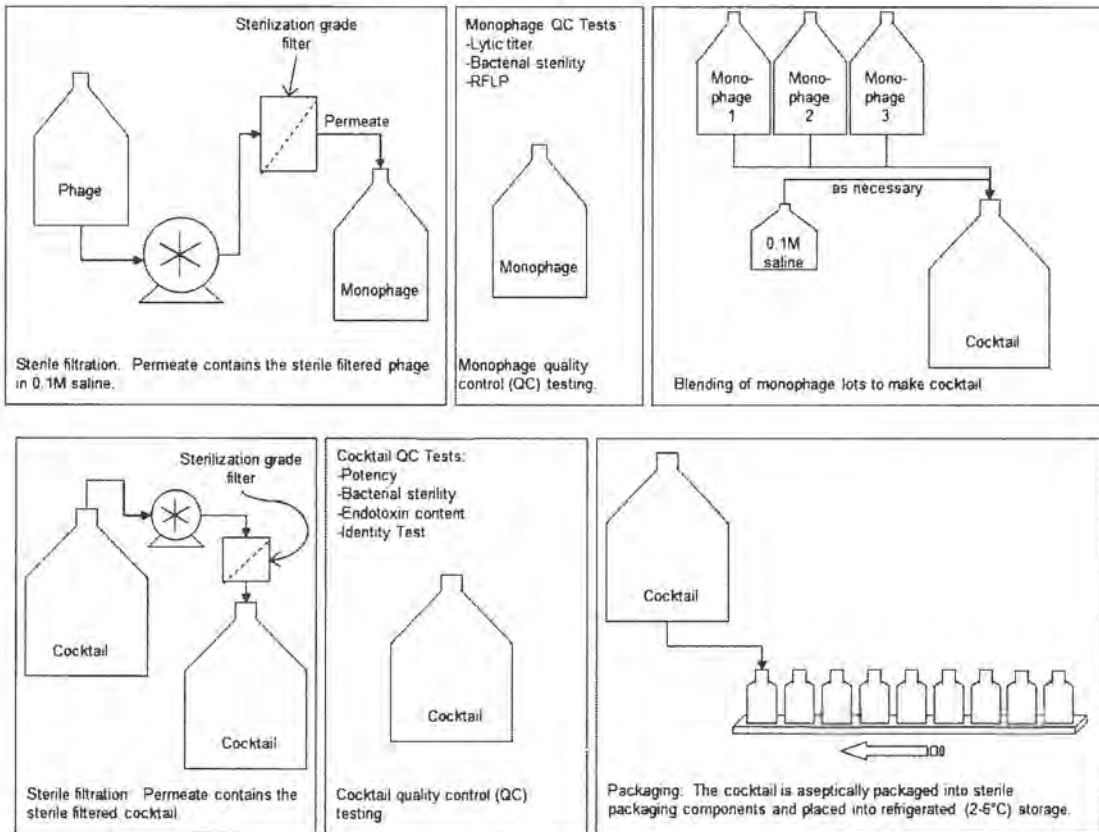 Sterilization grade
filter
Permeate
Phage
Monophage
Sterile filtration. Permeate contains the sterile filtered phage
in 0.1M saline.
Monophage QC Tests
-Lytic titer
-Bacterial sterility
-RFLP
Monophage
Monophage quality
control (QC) testing.
Mono-
phage
1
Mono-
phage
2
Mono-
phage
3
as necessary
0.1M
saline
Cocktail
Blending of monophage lots to make cocktail
Sterilization grade
filter
Cocktail
Cocktail
Sterile filtration Permeate contains the
sterile filtered cocktail
Cocktail QC Tests:
-Potency
-Bacterial sterility
-Endotoxin content
-Identity Test
Cocktail
Cocktail quality control (QC)
testing
Cocktail
Packaging: The cocktail is aseptically packaged into sterile
packaging components and placed into refrigerated (2-6°C) storage.